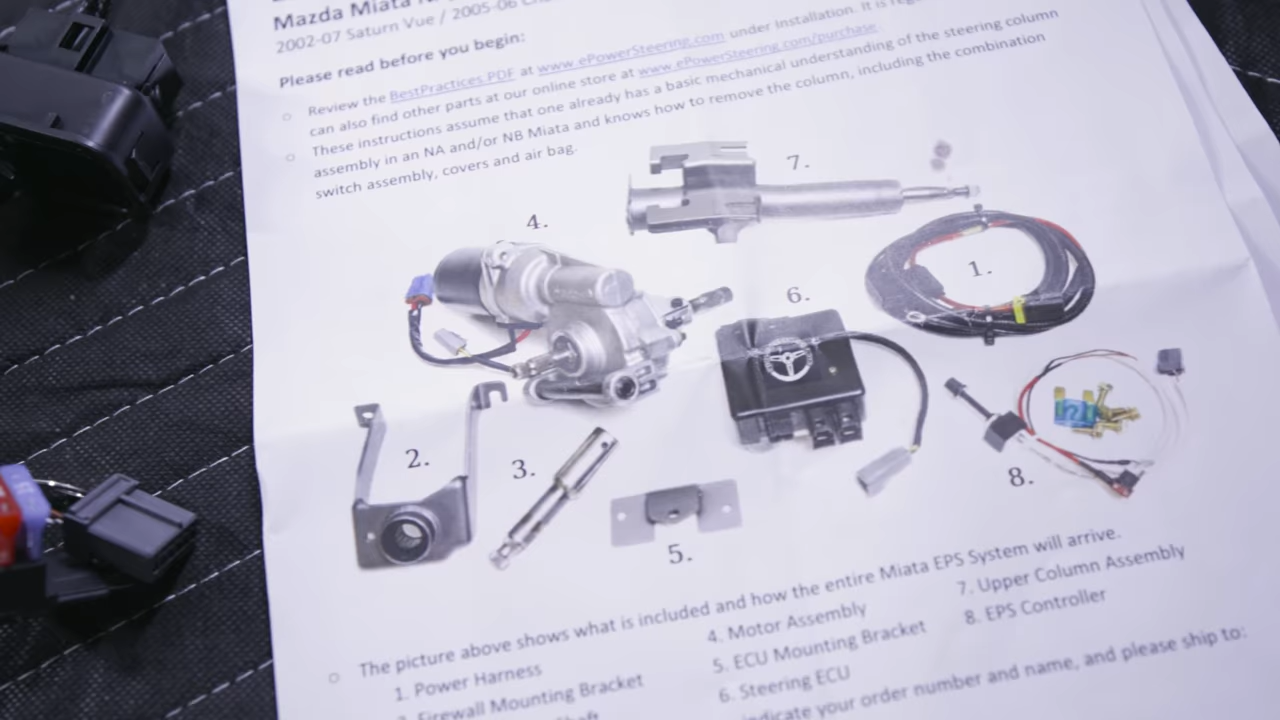 Mazda Miata
2002-07 Saturn Vue / 2005-06
Please read before you begin:
○ Review the BestPractices.PDF at www.ePowerSteering.com under Installation. It is
can also find other parts at our online store at www.ePowerSteering.com/purchase
○ These instructions assume that one already has a basic mechanical understanding of the steering column
assembly in an NA and/or NB Miata and knows how to remove the column, including the combination
switch assembly, covers and air bag.
7.
4.
1.
6.
2.
3.
8.
5.
○ The picture above shows what is included and how the entire Miata EPS System will arrive.
1. Power Harness
4. Motor Assembly
7. Upper Column Assembly
Firewall Mounting Bracket
5. ECU Mounting Bracket
8. EPS Controller
6. Steering ECU
indicate your order number and name, and please ship to: